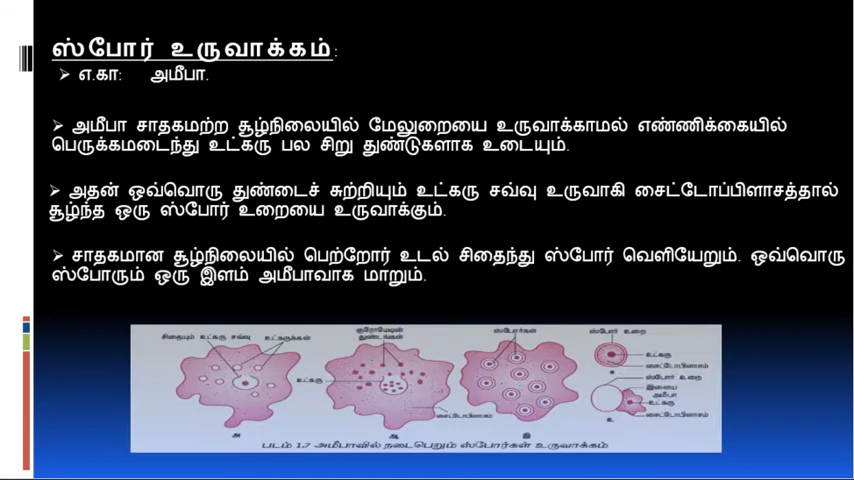 ஸ்போர் உருவாக்கம்:
➢ எ.கா: அமீபா.
➢ அமீபா சாதகமற்ற சூழ்நிலையில் மேலுறையை உருவாக்காமல் எண்ணிக்கையில்
பெருக்கமடைந்து உட்கரு பல சிறு துண்டுகளாக உடையும்.
➢ அதன் ஒவ்வொரு துண்டைச் சுற்றியும் உட்கரு சவ்வு உருவாகி சைட்டோப்பிளாசத்தால்
சூழ்ந்த ஒரு ஸ்போர் உறையை உருவாக்கும்.
➢ சாதகமான சூழ்நிலையில் பெற்றோர் உடல் சிதைந்து ஸ்போர் வெளியேறும். ஒவ்வொரு
ஸ்போரும் ஒரு இளம் அமீபாவாக மாறும்.
சிதையும் உட்கரு சவ்வு
உட்கருக்கள்
குரோமேடின்
துண்டங்கள்
உட்கரு
சைட்டோபிளாசம்
ஸ்போர்கள்
ஸ்போர் உறை
உட்கரு
சைட்டோபிளாசம்
ஸ்போர் உறை
இளைய
அமீபா
உட்கரு
சைட்டோபிளாசம்
அ
ஆ
இ
உ
படம் 1.7 அமீபாவில் நடைபெறும் ஸ்போர்கள் உருவாக்கம்